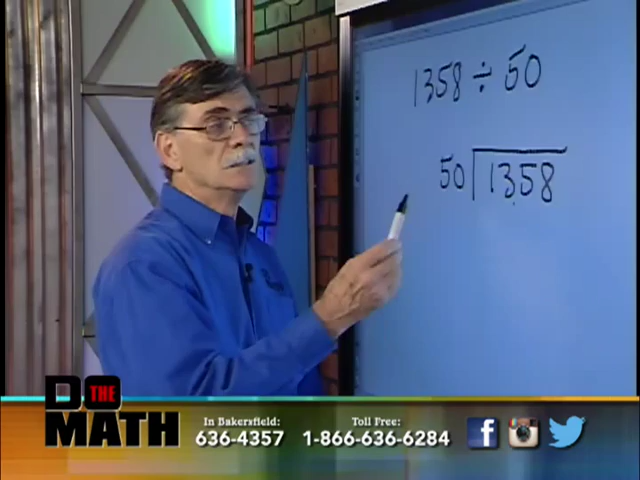 1358 ÷ 50
50 1358
DO THE MATH
In Bakersfield:
636-4357
Toll Free:
1-866-636-6284